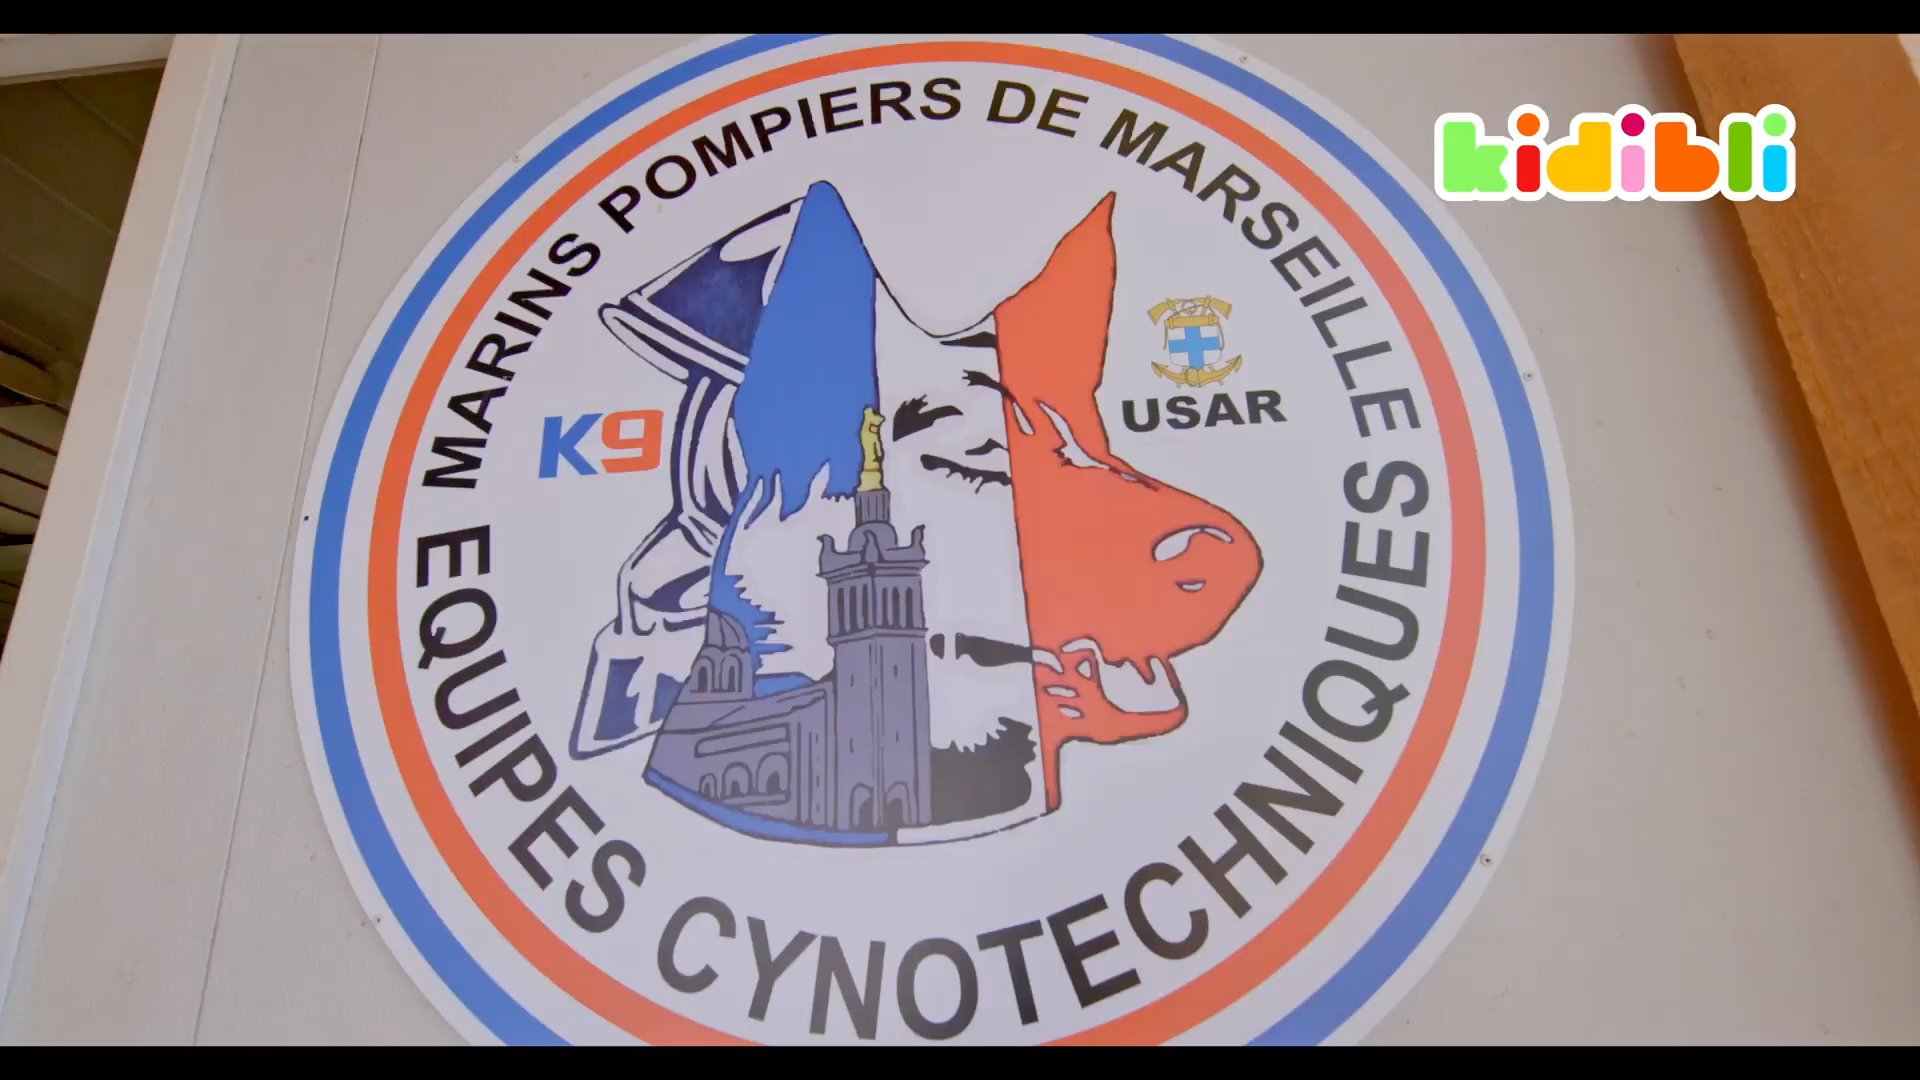 kidibli
MARINS POMPIERS DE MARSEILLE
K9
USAR
EQUIPES CYNOTECHNIQUES